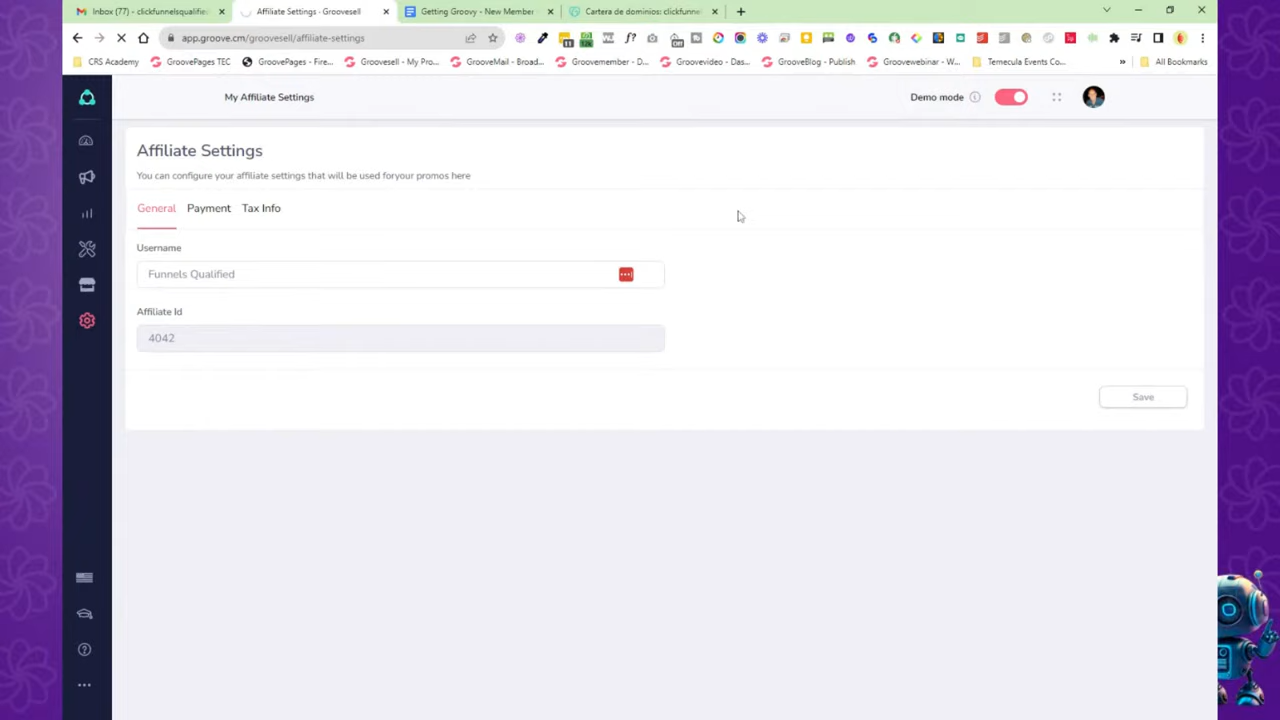 Inbox (77) - clickfunnelsqualifie
Affiliate Settings · Groovesell
Getting Groovy - New Member
Cartera de dominios: clickfunne
app.groove.cm/groovesell/affiliate-settings
CRS Academy
GroovePages TEC
GroovePages - Fire...
Groovesell - My Pro...
GrooveMail - Broad...
Groovemember - D...
Groovevideo - Das...
GrooveBlog - Publish
Groovewebinar - W...
Temecula Events Co...
»
All Bookmarks
My Affiliate Settings
Demo mode
Affiliate Settings
You can configure your affiliate settings that will be used foryour promos here
General Payment Tax Info
Username
Funnels Qualified
Affiliate Id
4042
Save